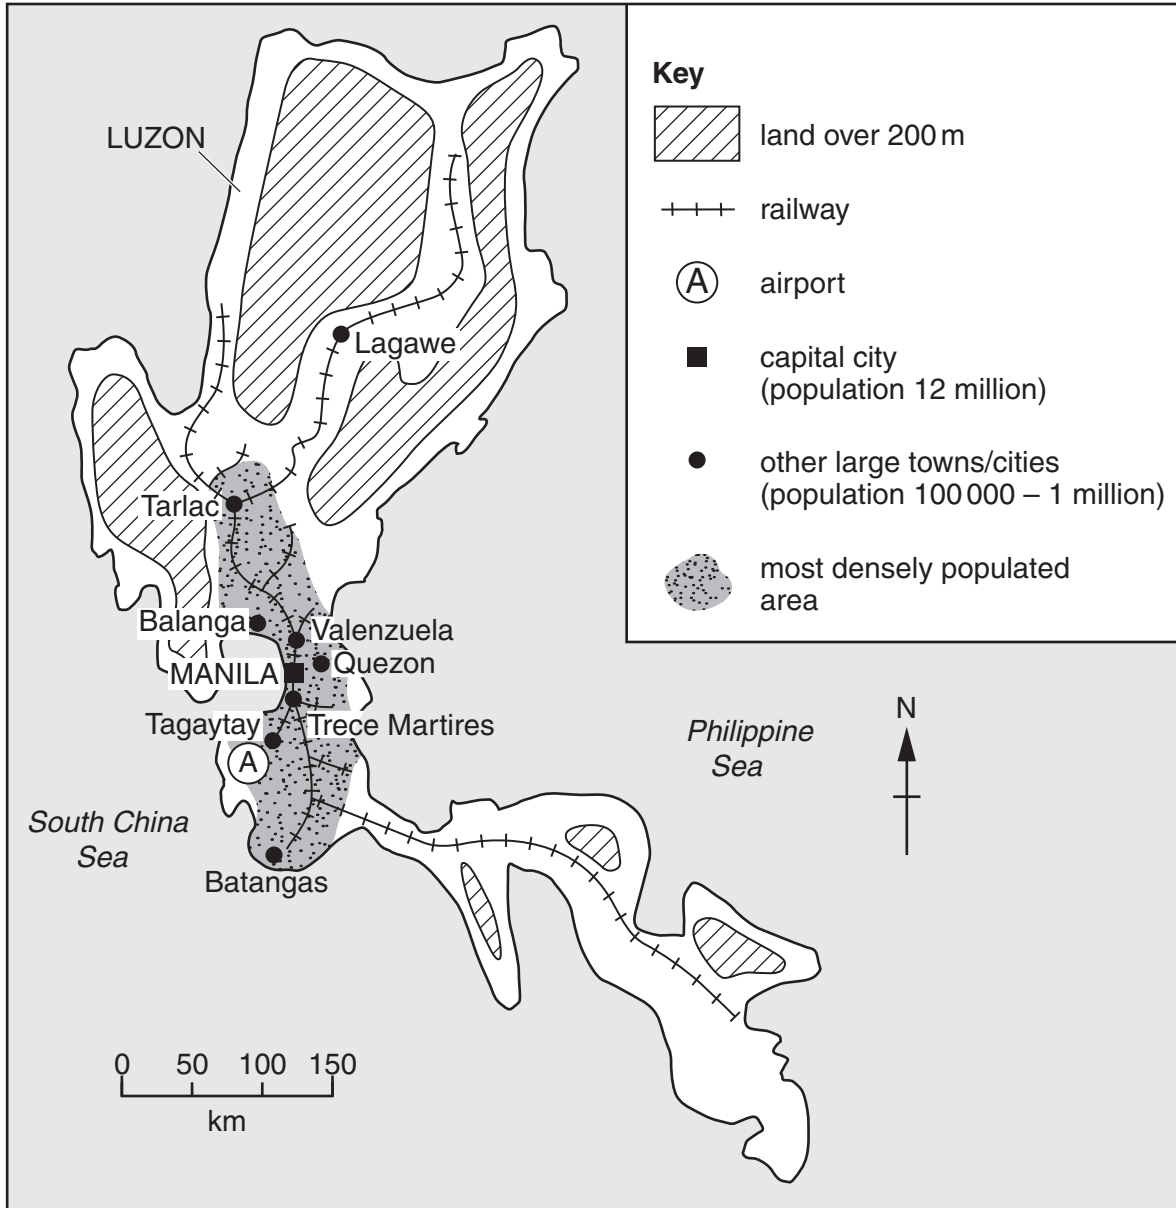 Key
land over 200 m
railway
A
airport
capital city
(population 12 million)
other large towns/cities
(population 100 000 – 1 million)
most densely populated
area
LUZON
Lagawe
Tarlac
Balanga
Valenzuela
Quezon
MANILA
Tagaytay
Trece Martires
A
Batangas
South China
Sea
Philippine
Sea
N
0 50 100 150
km